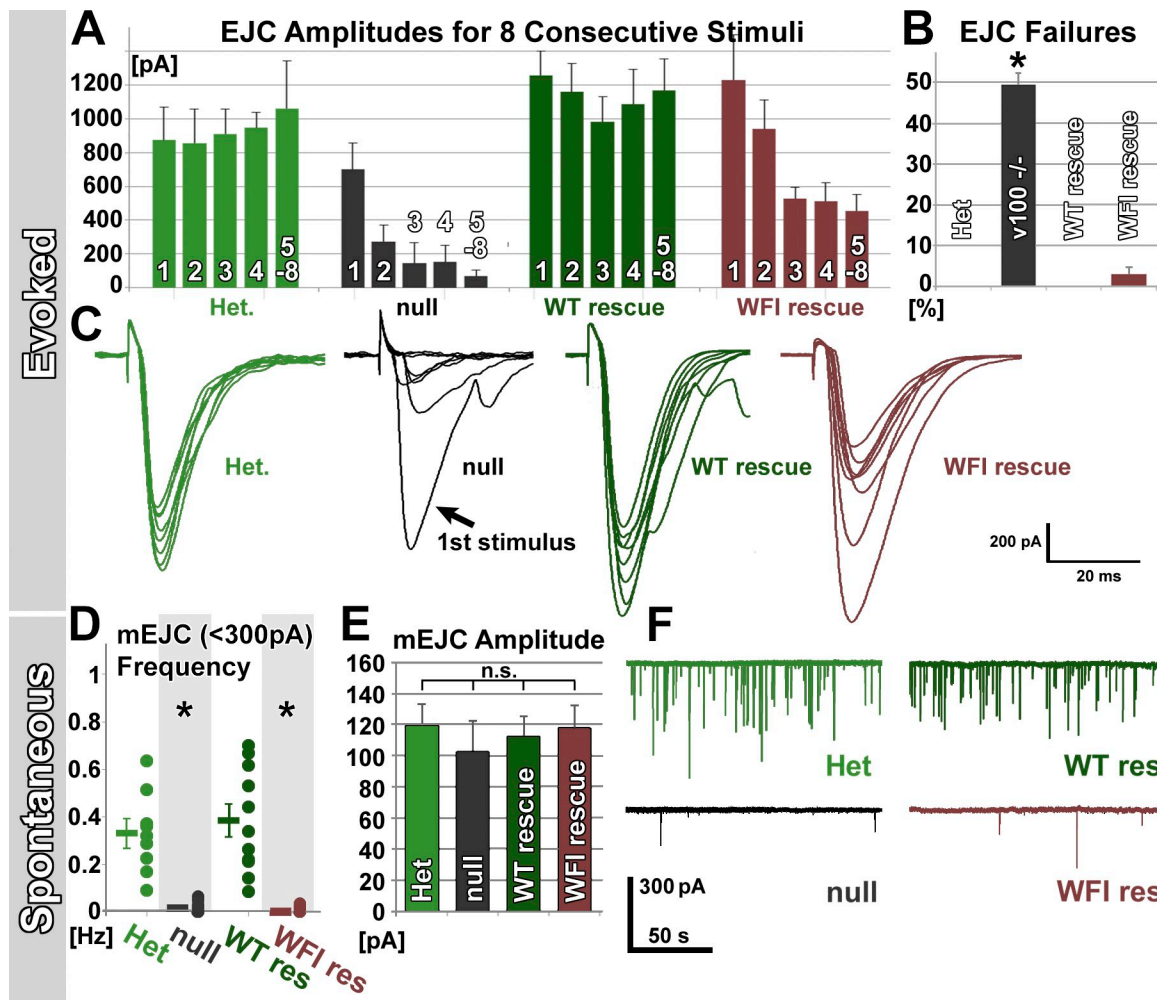 Evoked
A
EJC Amplitudes for 8 Consecutive Stimuli
[pA]
1200
1000
800
600
400
200
0
1 2 3 4 5-8
Het.
1 2 3 4 5-8
null
1 2 3 4 5-8
WT rescue
1 2 3 4 5-8
WFI rescue
B EJC Failures
*
50
40
30
20
10
0
[%]
Het
v100 -/-
WT rescue
WFI rescue
C
Het.
null
1st stimulus
WT rescue
WFI rescue
200 pA
20 ms
Spontaneous
D
mEJC (<300pA)
Frequency
1
0.8
0.6
0.4
0.2
0
* *
[Hz]
Het
null
WT res
WFI res
E
mEJC Amplitude
n.s.
160
140
120
100
80
60
40
20
0
[pA]
Het
null
WT rescue
WFI rescue
F
Het
WT res
null
WFI res
300 pA
50 s